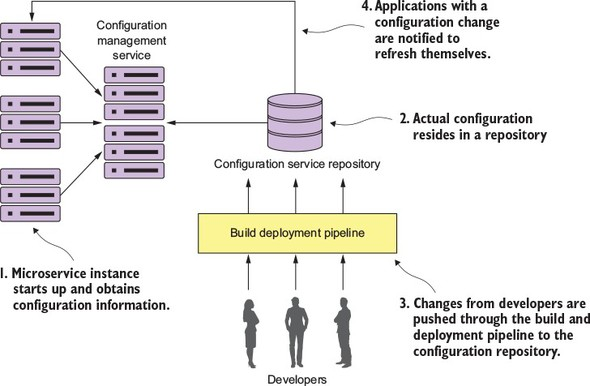 4. Applications with a
configuration change
are notified to
refresh themselves.
Configuration
management
service
2. Actual configuration
resides in a repository
Configuration service repository
Build deployment pipeline
1. Microservice instance
starts up and obtains
configuration information.
3. Changes from developers are
pushed through the build and
deployment pipeline to the
configuration repository.
Developers